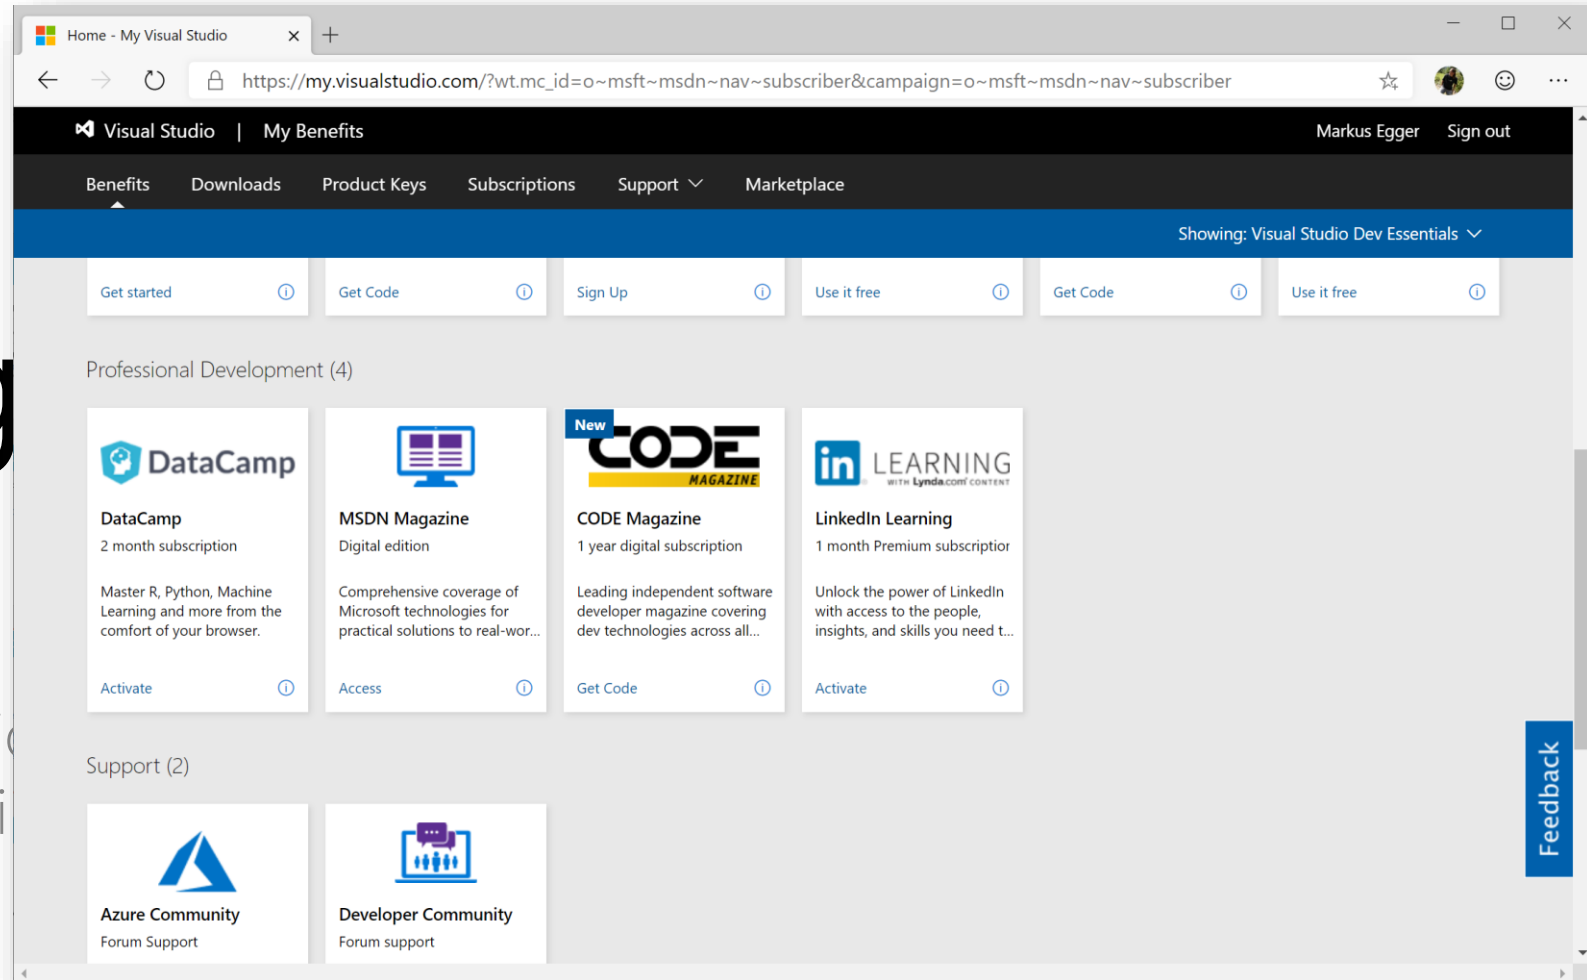 Home - My Visual Studio
https://my.visualstudio.com/?wt.mc_id=o~msft~msdn~nav~subscriber&campaign=o~msft~msdn~nav~subscriber
Visual Studio | My Benefits
Markus Egger Sign out
Benefits Downloads Product Keys Subscriptions Support Marketplace
Showing: Visual Studio Dev Essentials
Get started Get Code Sign Up Use it free Get Code Use it free
Professional Development (4)
DataCamp
DataCamp
2 month subscription
Master R, Python, Machine
Learning and more from the
comfort of your browser.
Activate
MSDN Magazine
Digital edition
Comprehensive coverage of
Microsoft technologies for
practical solutions to real-wor...
Access
New
CODE
MAGAZINE
CODE Magazine
1 year digital subscription
Leading independent software
developer magazine covering
dev technologies across all...
Get Code
in LEARNING
WITH Lynda.com CONTENT
LinkedIn Learning
1 month Premium subscription
Unlock the power of LinkedIn
with access to the people,
insights, and skills you need t...
Activate
Support (2)
Azure Community
Forum Support
Developer Community
Forum support
Feedback